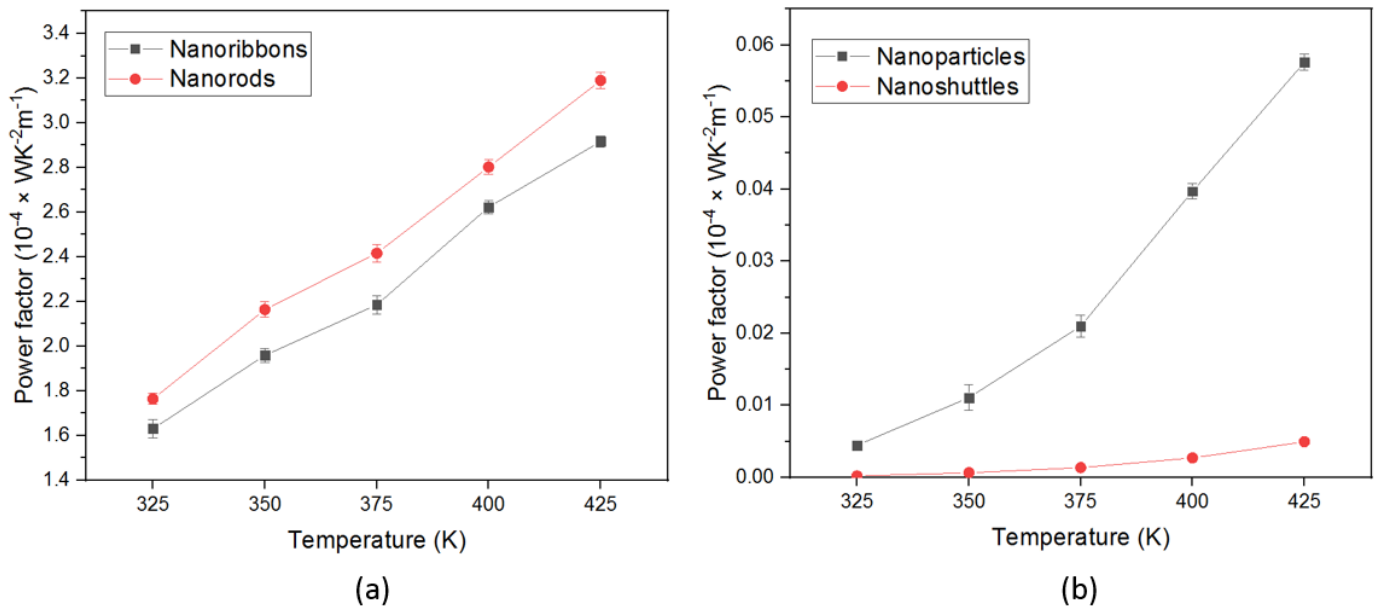 3.4
3.2
3.0
2.8
2.6
2.4
2.2
2.0
1.8
1.6
1.4
Power factor (10⁻⁴ × WK⁻²m⁻¹)
Nanoribbons
Nanorods
325 350 375 400 425
Temperature (K)
(a)
0.06
0.05
0.04
0.03
0.02
0.01
0.00
Power factor (10⁻⁴ × WK⁻²m⁻¹)
Nanoparticles
Nanoshuttles
325 350 375 400 425
Temperature (K)
(b)